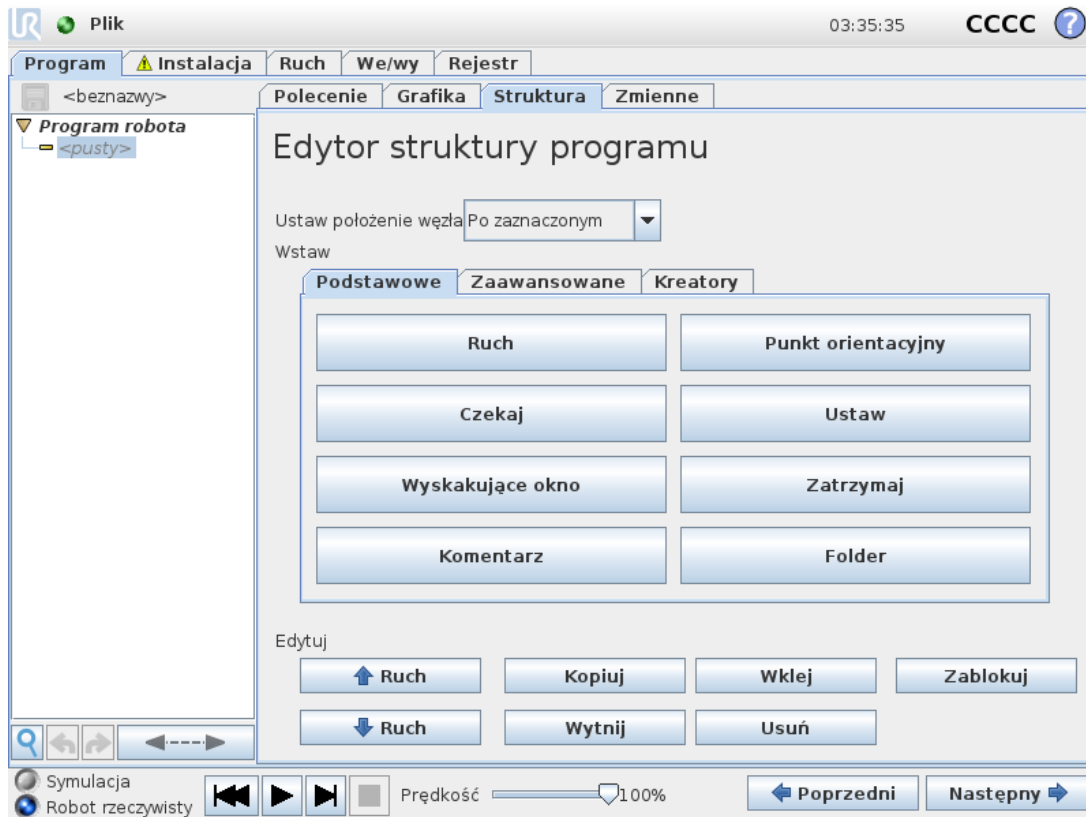 UR Plik 03:35:35 CCCC ?
Program Instalacja Ruch We/wy Rejestr
<beznazwy> Polecenie Grafika Struktura Zmienne
Program robota
<pusty>
Edytor struktury programu
Ustaw położenie węzła Po zaznaczonym
Wstaw
Podstawowe Zaawansowane Kreatory
Ruch Punkt orientacyjny
Czekaj Ustaw
Wyskakujące okno Zatrzymaj
Komentarz Folder
Edytuj
Ruch Kopiuj Wklej Zablokuj
Ruch Wytnij Usuń
Symulacja
Robot rzeczywisty
Prędkość 100% Poprzedni Następny